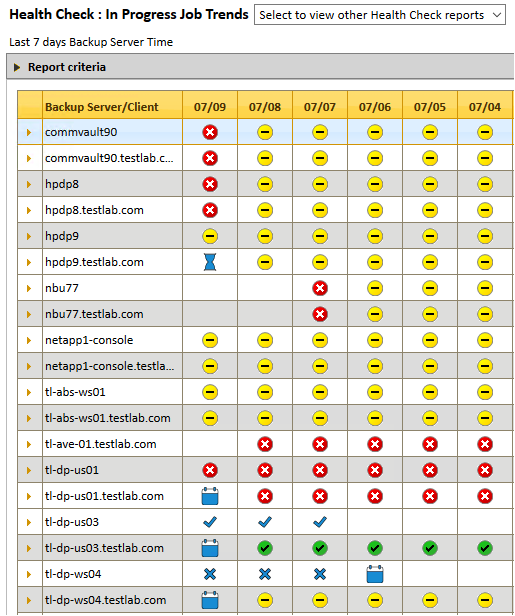 Health Check : In Progress Job Trends Select to view other Health Check reports
Last 7 days Backup Server Time
Report criteria
Backup Server/Client 07/09 07/08 07/07 07/06 07/05 07/04
commvault90
commvault90.testlab.c...
hpdp8
hpdp8.testlab.com
hpdp9
hpdp9.testlab.com
nbu77
nbu77.testlab.com
netapp1-console
netapp1-console.testla...
tl-abs-ws01
tl-abs-ws01.testlab.com
tl-ave-01.testlab.com
tl-dp-us01
tl-dp-us01.testlab.com
tl-dp-us03
tl-dp-us03.testlab.com
tl-dp-ws04
tl-dp-ws04.testlab.com